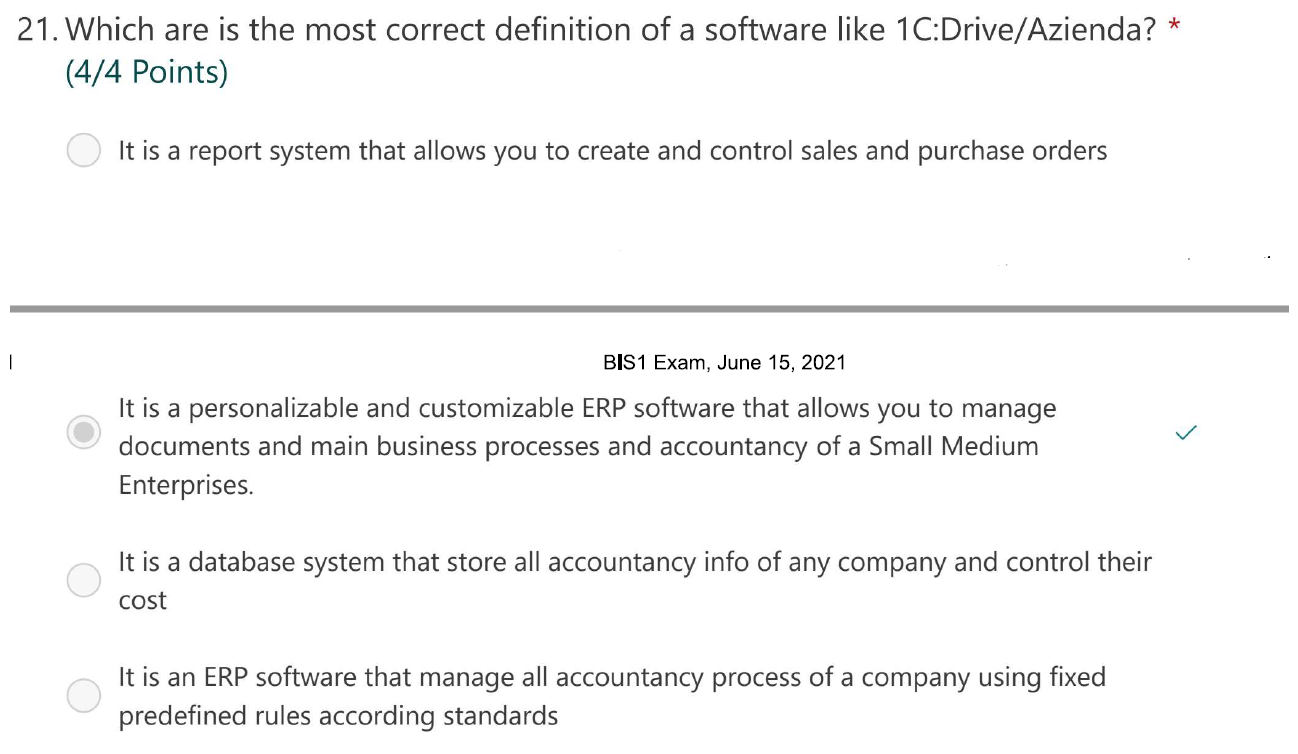 21. Which are is the most correct definition of a software like 1C:Drive/Azienda? *
(4/4 Points)
It is a report system that allows you to create and control sales and purchase orders
BIS1 Exam, June 15, 2021
It is a personalizable and customizable ERP software that allows you to manage
documents and main business processes and accountancy of a Small Medium
Enterprises.
It is a database system that store all accountancy info of any company and control their
cost
It is an ERP software that manage all accountancy process of a company using fixed
predefined rules according standards